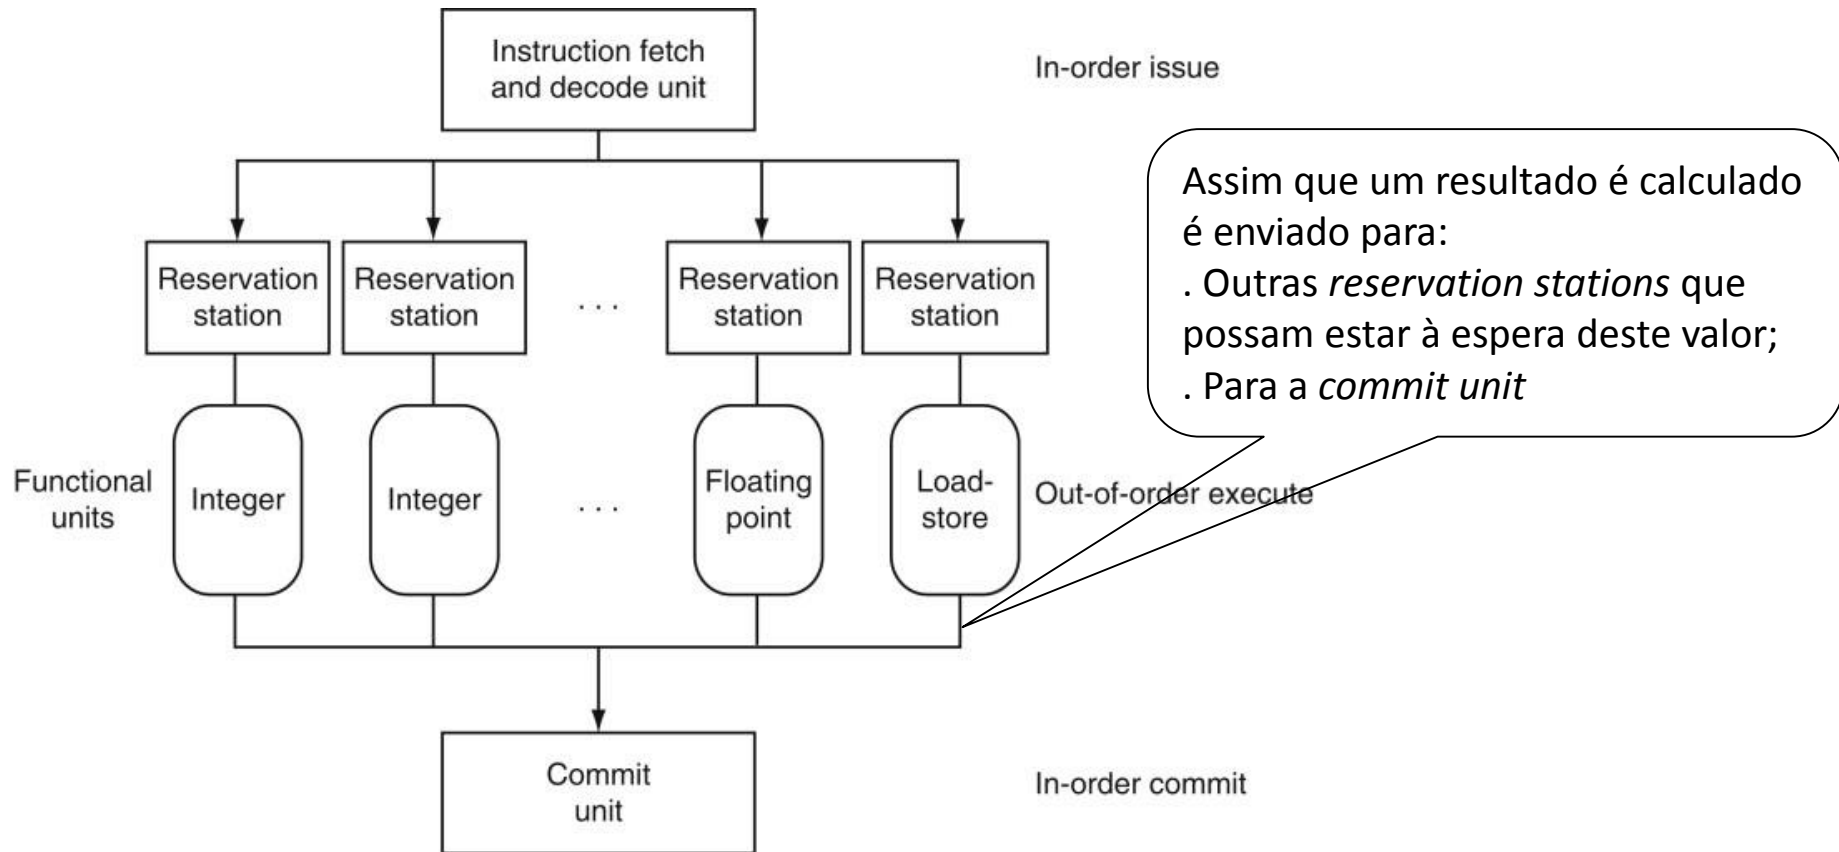 Instruction fetch
and decode unit
In-order issue
Assim que um resultado é calculado
é enviado para:
. Outras reservation stations que
possam estar à espera deste valor;
. Para a commit unit
Reservation
station
Reservation
station
. . .
Reservation
station
Reservation
station
Functional
units
Integer
Integer
. . .
Floating
point
Load-
store
Out-of-order execute
Commit
unit
In-order commit